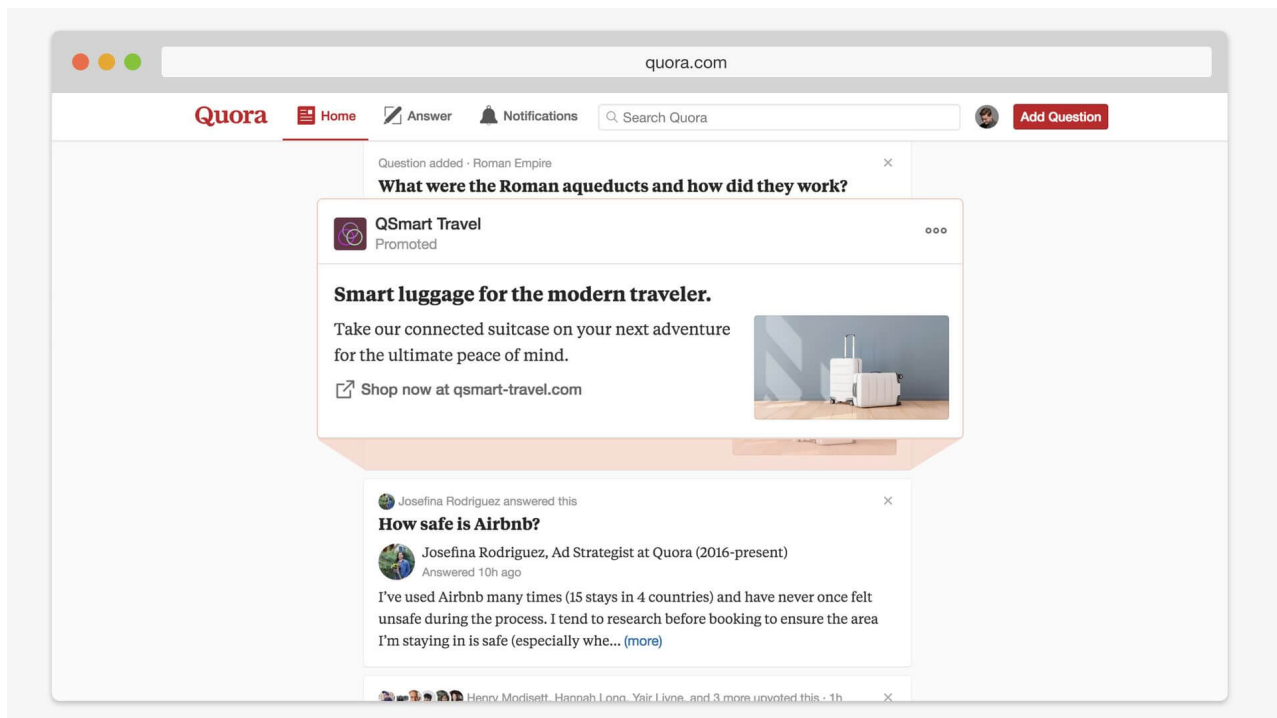 quora.com
Quora
Home
Answer
Notifications
Search Quora
Add Question
Question added · Roman Empire
What were the Roman aqueducts and how did they work?
QSmart Travel
Promoted
Smart luggage for the modern traveler.
Take our connected suitcase on your next adventure
for the ultimate peace of mind.
Shop now at qsmart-travel.com
Josefina Rodriguez answered this
How safe is Airbnb?
Josefina Rodriguez, Ad Strategist at Quora (2016-present)
Answered 10h ago
I've used Airbnb many times (15 stays in 4 countries) and have never once felt
unsafe during the process. I tend to research before booking to ensure the area
I'm staying in is safe (especially whe... (more)
Henry Modisett, Hannah Long, Yair Livne, and 3 more upvoted this · 1h